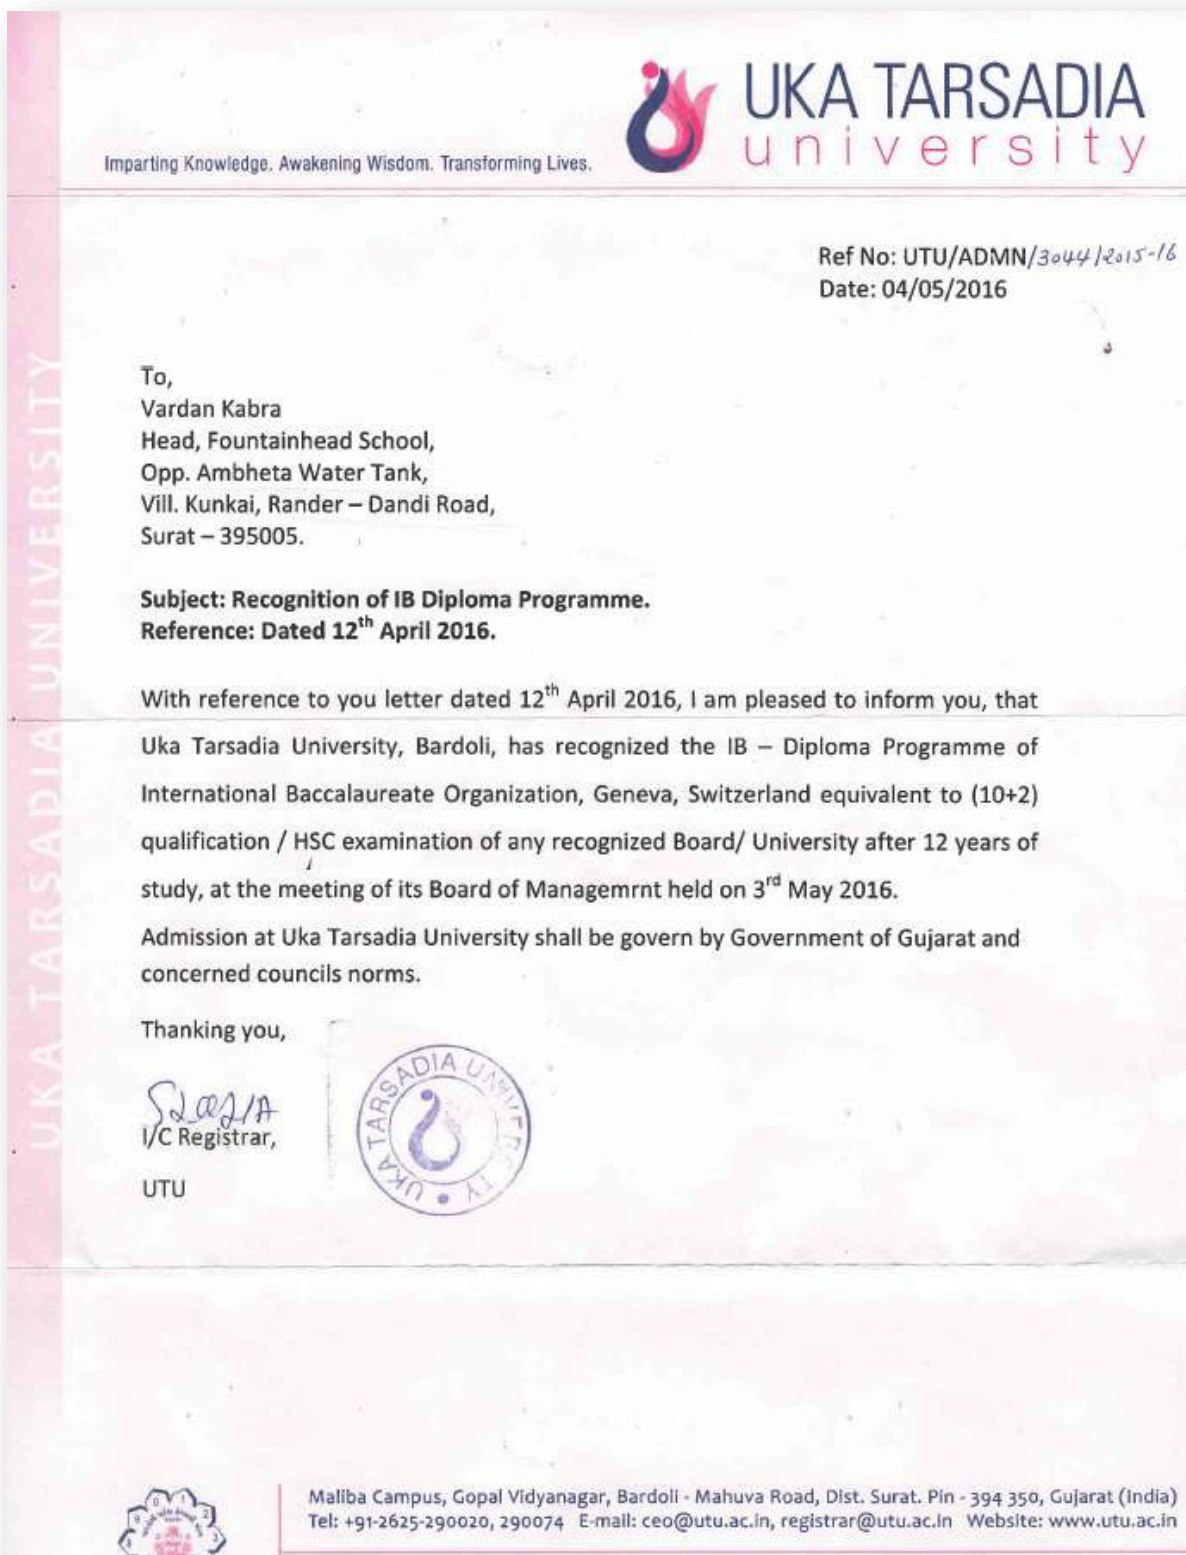 UKA TARSADIA
university
Imparting Knowledge. Awakening Wisdom. Transforming Lives.
Ref No: UTU/ADMN/3044/2015-16
Date: 04/05/2016
To,
Vardan Kabra
Head, Fountainhead School,
Opp. Ambheta Water Tank,
Vill. Kunkai, Rander – Dandi Road,
Surat – 395005.
Subject: Recognition of IB Diploma Programme.
Reference: Dated 12th April 2016.
With reference to you letter dated 12th April 2016, I am pleased to inform you, that
Uka Tarsadia University, Bardoli, has recognized the IB – Diploma Programme of
International Baccalaureate Organization, Geneva, Switzerland equivalent to (10+2)
qualification / HSC examination of any recognized Board/ University after 12 years of
study, at the meeting of its Board of Managemrnt held on 3rd May 2016.
Admission at Uka Tarsadia University shall be govern by Government of Gujarat and
concerned councils norms.
Thanking you,
I/C Registrar,
UTU
UKA TARSADIA UNIVERSITY
UKA TARSADIA UNIVERSITY
Maliba Campus, Gopal Vidyanagar, Bardoli - Mahuva Road, Dist. Surat. Pin - 394 350, Gujarat (India)
Tel: +91-2625-290020, 290074 E-mail: ceo@utu.ac.in, registrar@utu.ac.in Website: www.utu.ac.in